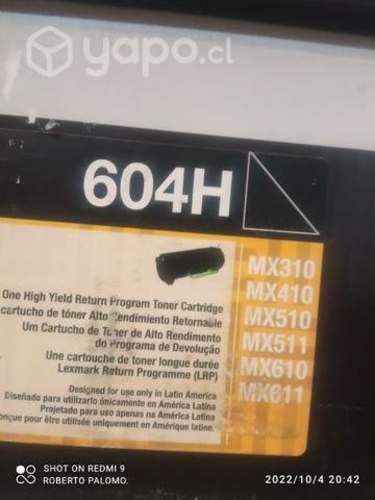 yapo.cl
604H
MX310
MX410
MX510
MX511
MX610
MX611
One High Yield Return Program Toner Cartridge
cartucho de tóner Alto Rendimiento Retornable
Um Cartucho de Toner de Alto Rendimento
do Programa de Devolução
Une cartouche de toner longue durée
Lexmark Return Programme (LRP)
Designed for use only in Latin America
Diseñado para utilizarlo únicamente en América Latina
Projetado para uso apenas na América Latina
pour être utilisé uniquement en Amérique latine.
SHOT ON REDMI 9
ROBERTO PALOMO.
2022/10/4 20:42